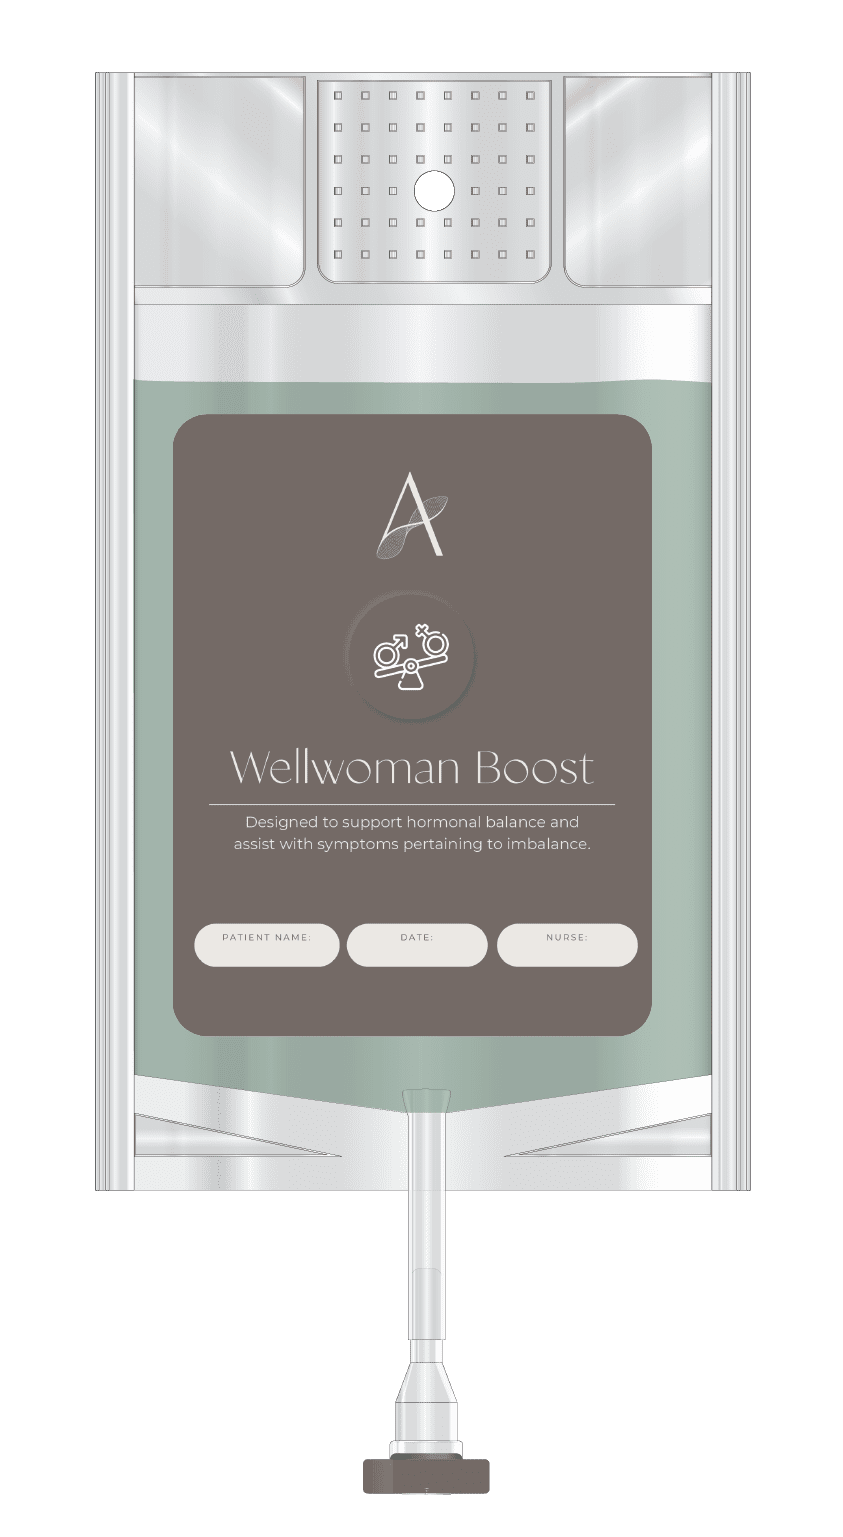 A
Wellwoman Boost
Designed to support hormonal balance and
assist with symptoms pertaining to imbalance.
PATIENT NAME: DATE: NURSE: